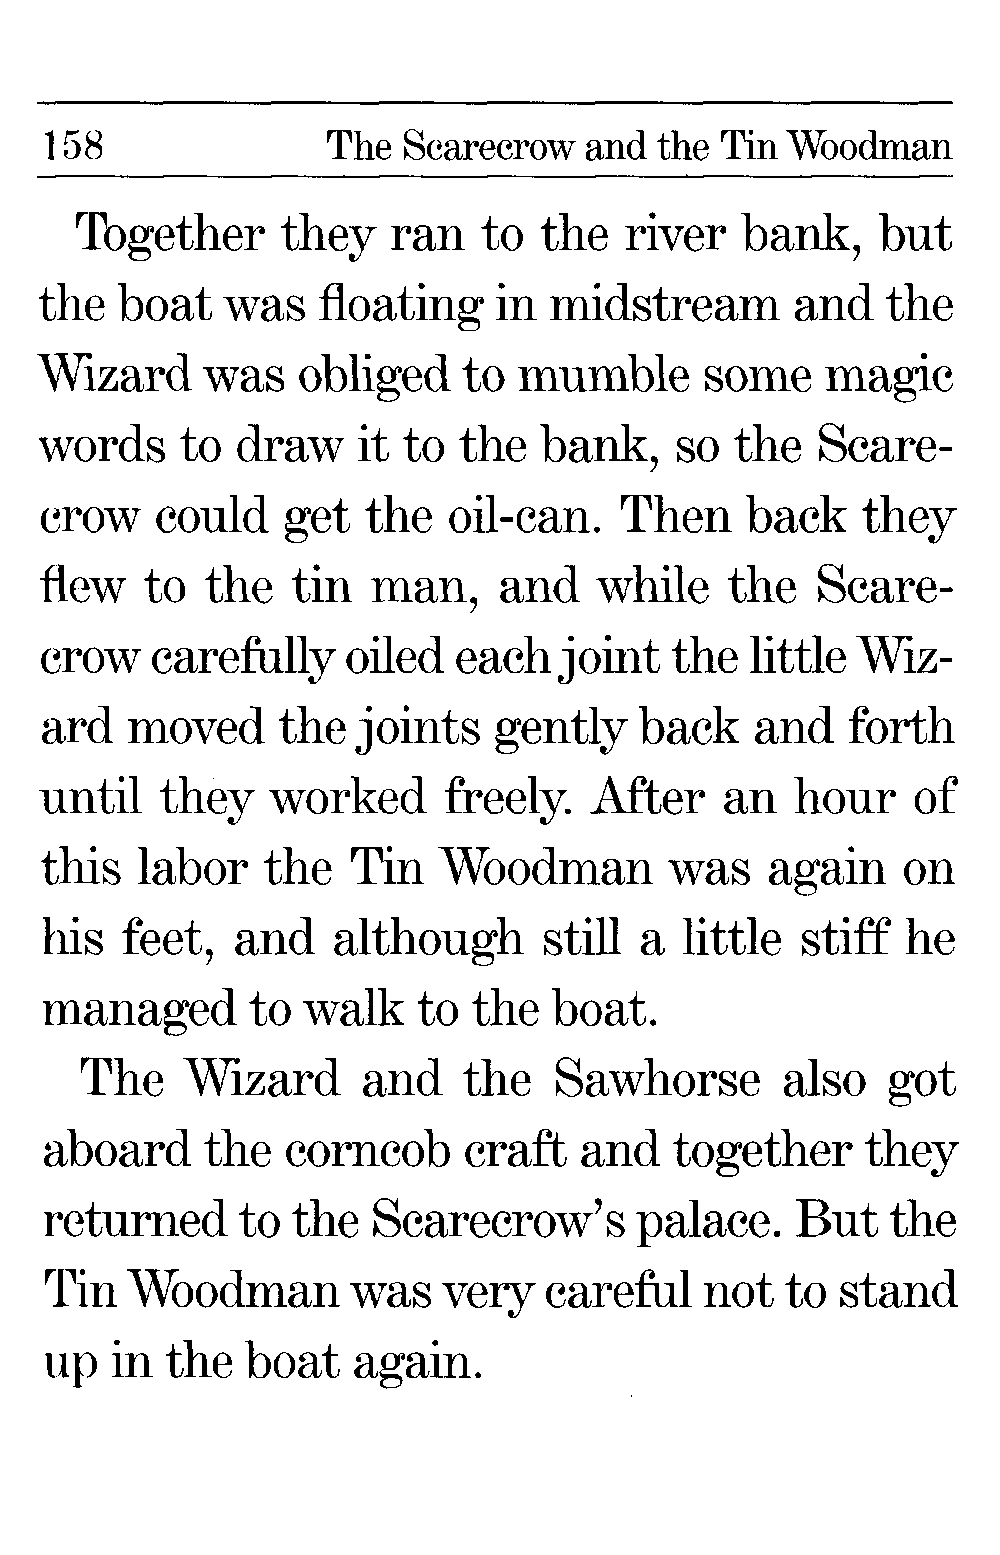 158 The Scarecrow and the Tin Woodman
Together they ran to the river bank, but
the boat was floating in midstream and the
Wizard was obliged to mumble some magic
words to draw it to the bank, so the Scare-
crow could get the oil-can. Then back they
flew to the tin man, and while the Scare-
crow carefully oiled each joint the little Wiz-
ard moved the joints gently back and forth
until they worked freely. After an hour of
this labor the Tin Woodman was again on
his feet, and although still a little stiff he
managed to walk to the boat.
The Wizard and the Sawhorse also got
aboard the corncob craft and together they
returned to the Scarecrow's palace. But the
Tin Woodman was very careful not to stand
up in the boat again.